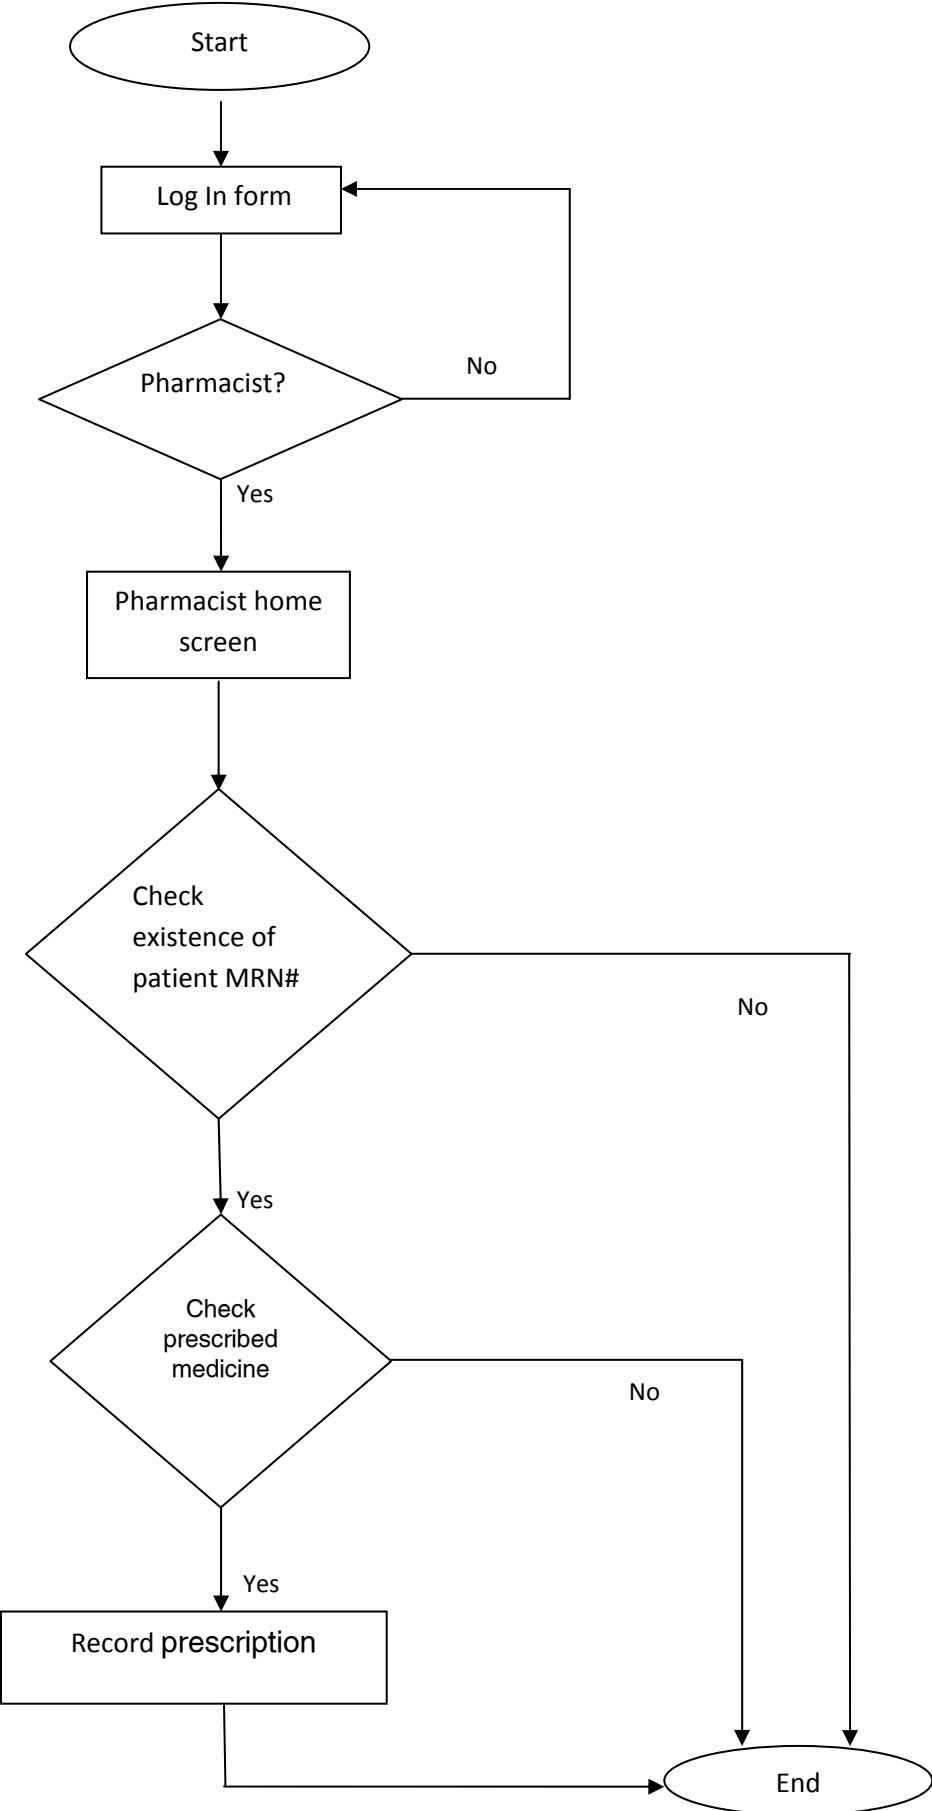 Start
Log In form
Pharmacist?
No
Yes
Pharmacist home
screen
Check
existence of
patient MRN#
No
Yes
Check
prescribed
medicine
No
Yes
Record prescription
End